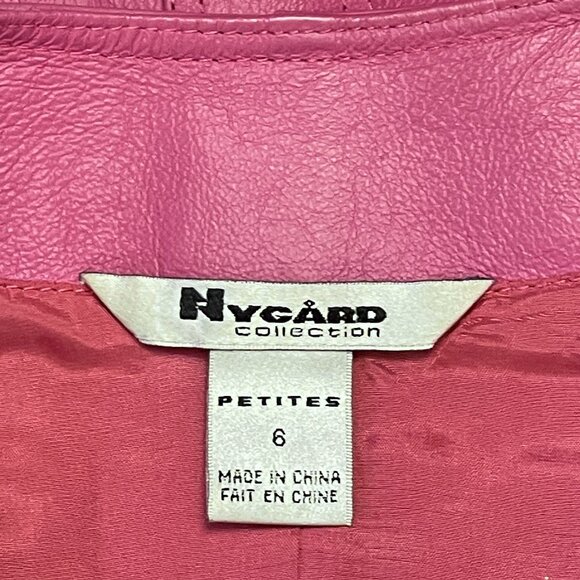 NYGÅRD
collection
PETITES
6
MADE IN CHINA
FAIT EN CHINE